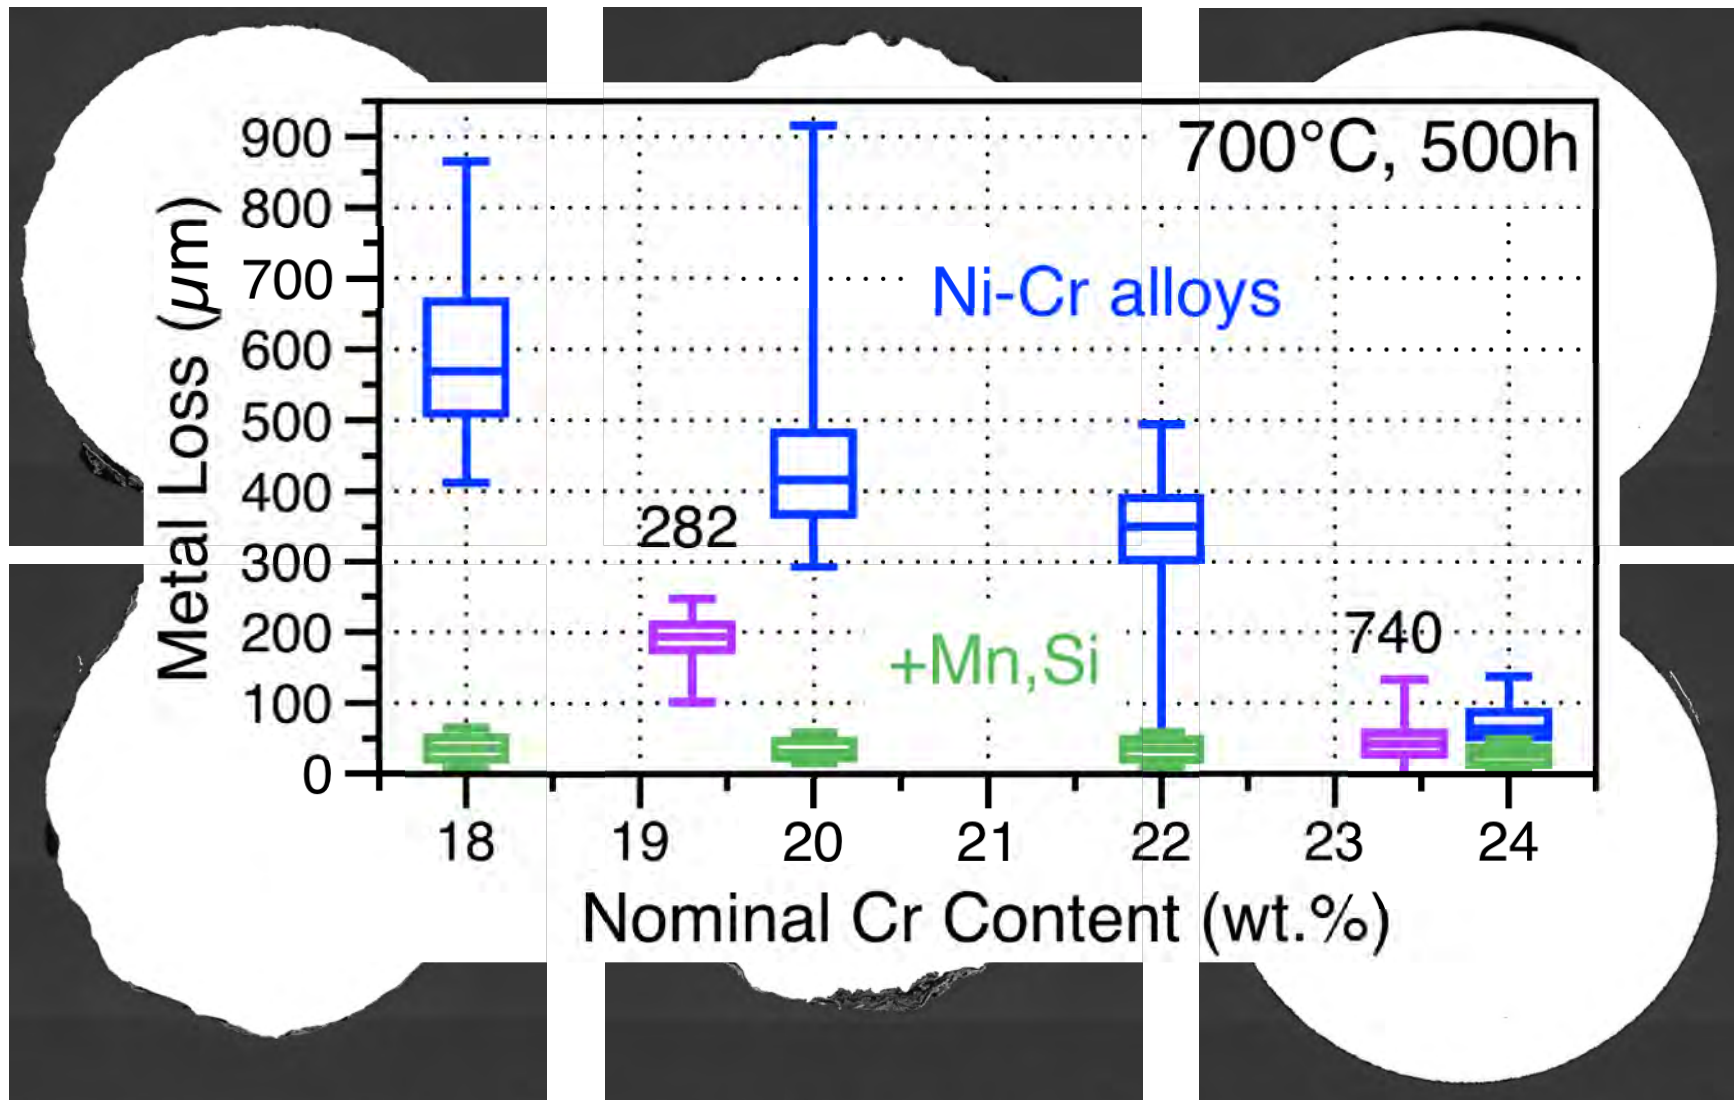 700°C, 500h
Metal Loss (µm)
900
800
700
600
500
400
300
200
100
0
Ni-Cr alloys
282
+Mn,Si
740
18 19 20 21 22 23 24
Nominal Cr Content (wt.%)